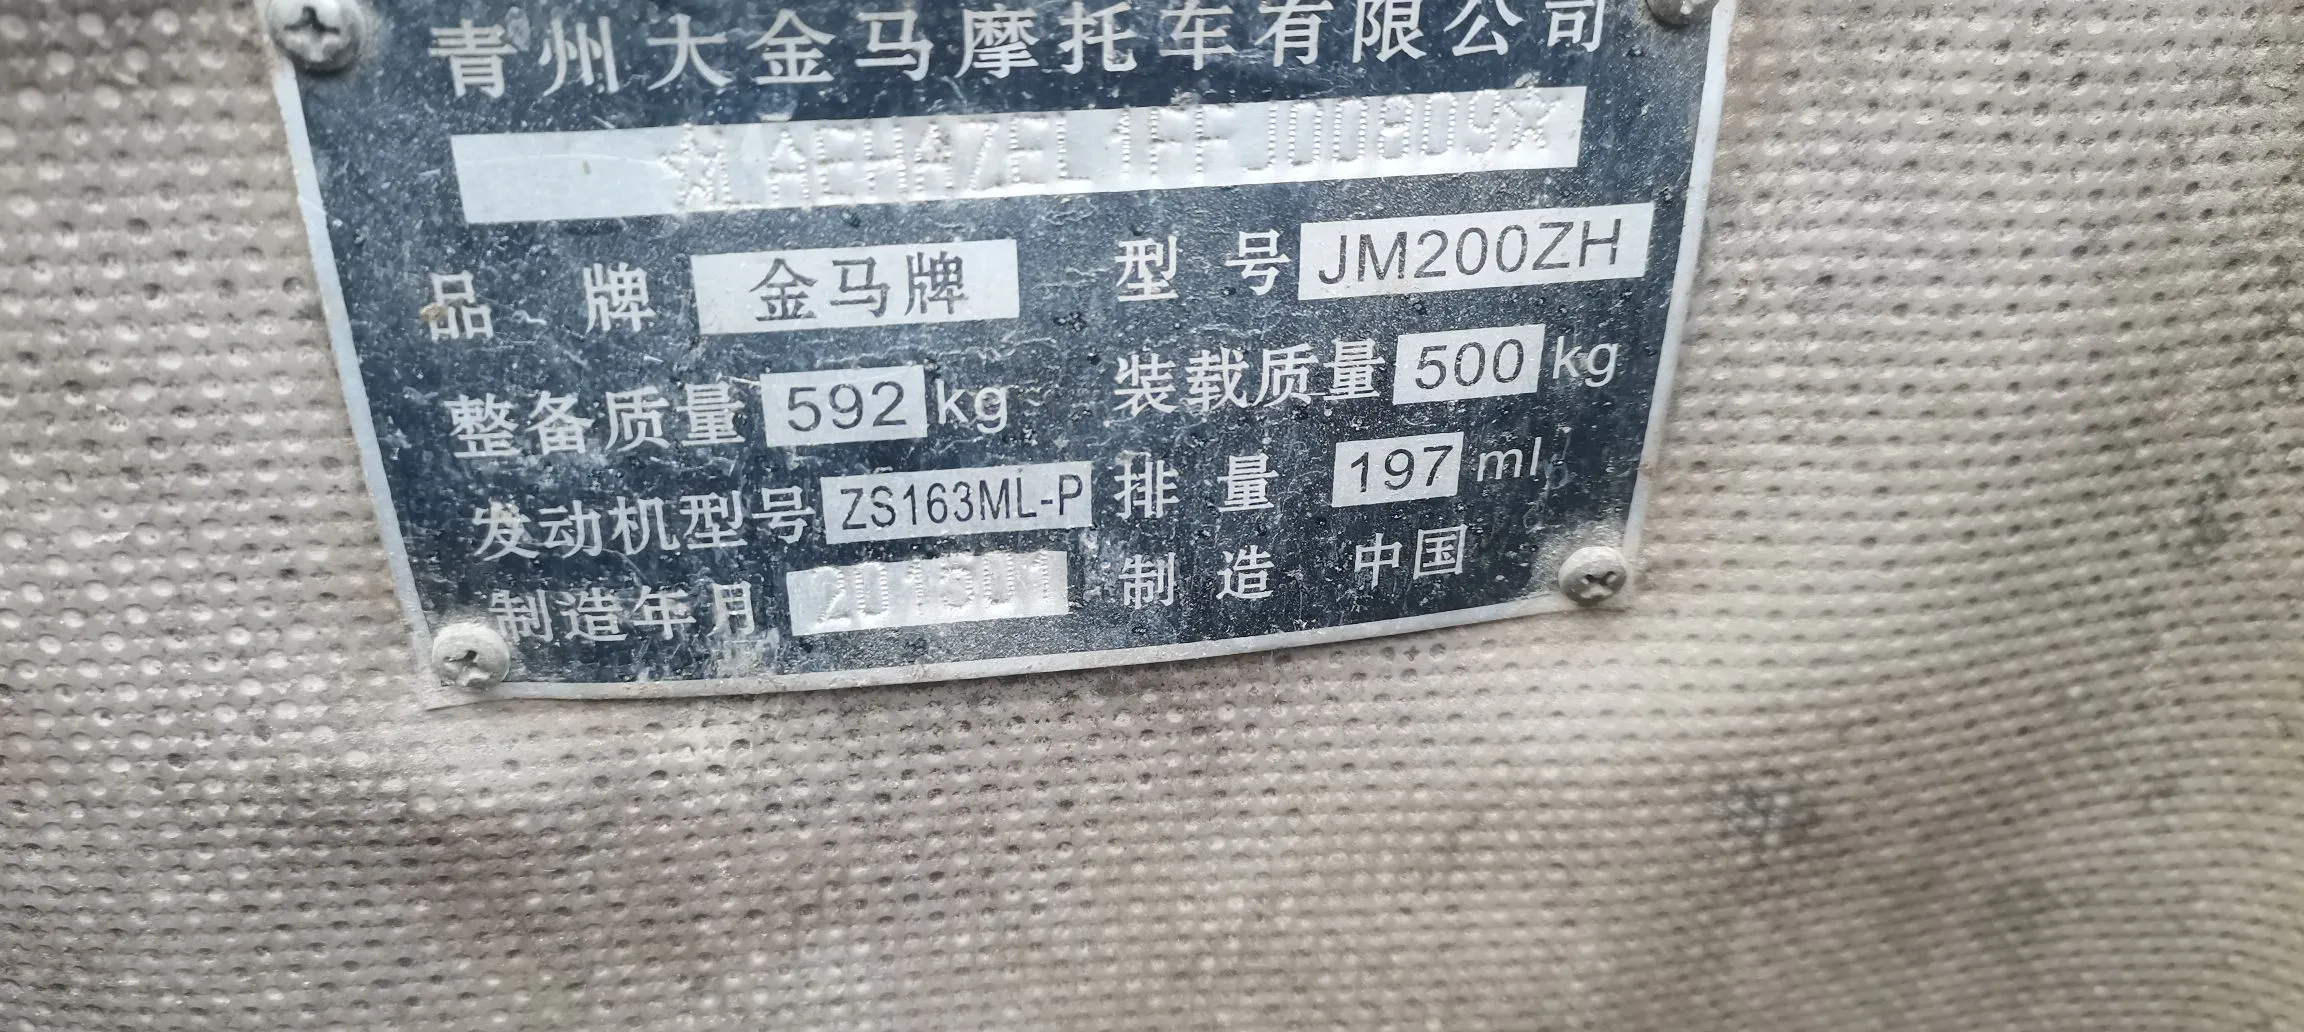 青州大金马摩托车有限公司
☆LAEHAZEL1FFJ00809☆
品牌 金马牌 型号 JM200ZH
整备质量 592 kg 装载质量 500 kg
发动机型号 ZS163ML-P 排量 197 ml
制造年月 201501 制造 中国